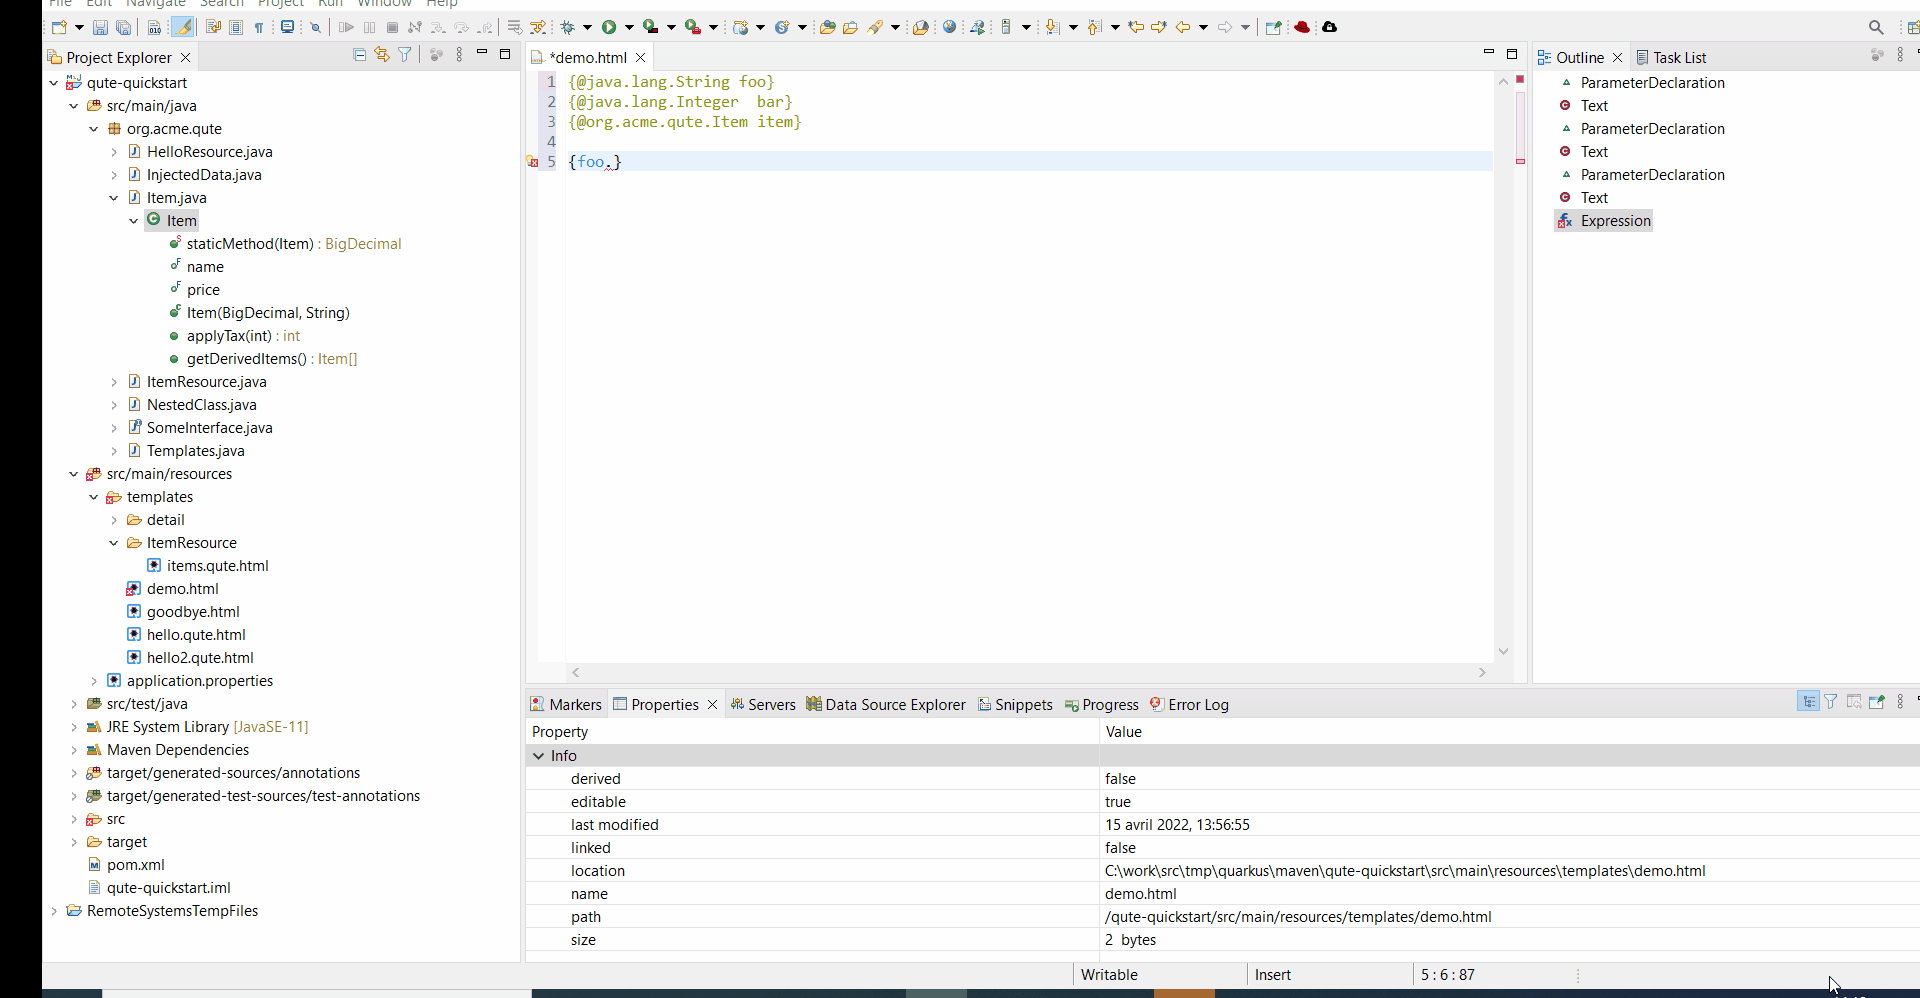 File Edit Navigate Search Project Run Window Help
Project Explorer
qute-quickstart
src/main/java
org.acme.qute
HelloResource.java
InjectedData.java
Item.java
Item
staticMethod(Item) : BigDecimal
name
price
Item(BigDecimal, String)
applyTax(int) : int
getDerivedItems() : Item[]
ItemResource.java
NestedClass.java
SomeInterface.java
Templates.java
src/main/resources
templates
detail
ItemResource
items.qute.html
demo.html
goodbye.html
hello.qute.html
hello2.qute.html
application.properties
src/test/java
JRE System Library [JavaSE-11]
Maven Dependencies
target/generated-sources/annotations
target/generated-test-sources/test-annotations
src
target
pom.xml
qute-quickstart.iml
RemoteSystemsTempFiles
*demo.html
1 {@java.lang.String foo}
2 {@java.lang.Integer  bar}
3 {@org.acme.qute.Item item}
4
5 {foo.}
Outline Task List
ParameterDeclaration
Text
ParameterDeclaration
Text
ParameterDeclaration
Text
Expression
Markers Properties Servers Data Source Explorer Snippets Progress Error Log
Property Value
Info
derived false
editable true
last modified 15 avril 2022, 13:56:55
linked false
location C:\work\src\tmp\quarkus\maven\qute-quickstart\src\main\resources\templates\demo.html
name demo.html
path /qute-quickstart/src/main/resources/templates/demo.html
size 2  bytes
Writable Insert 5 : 6 : 87